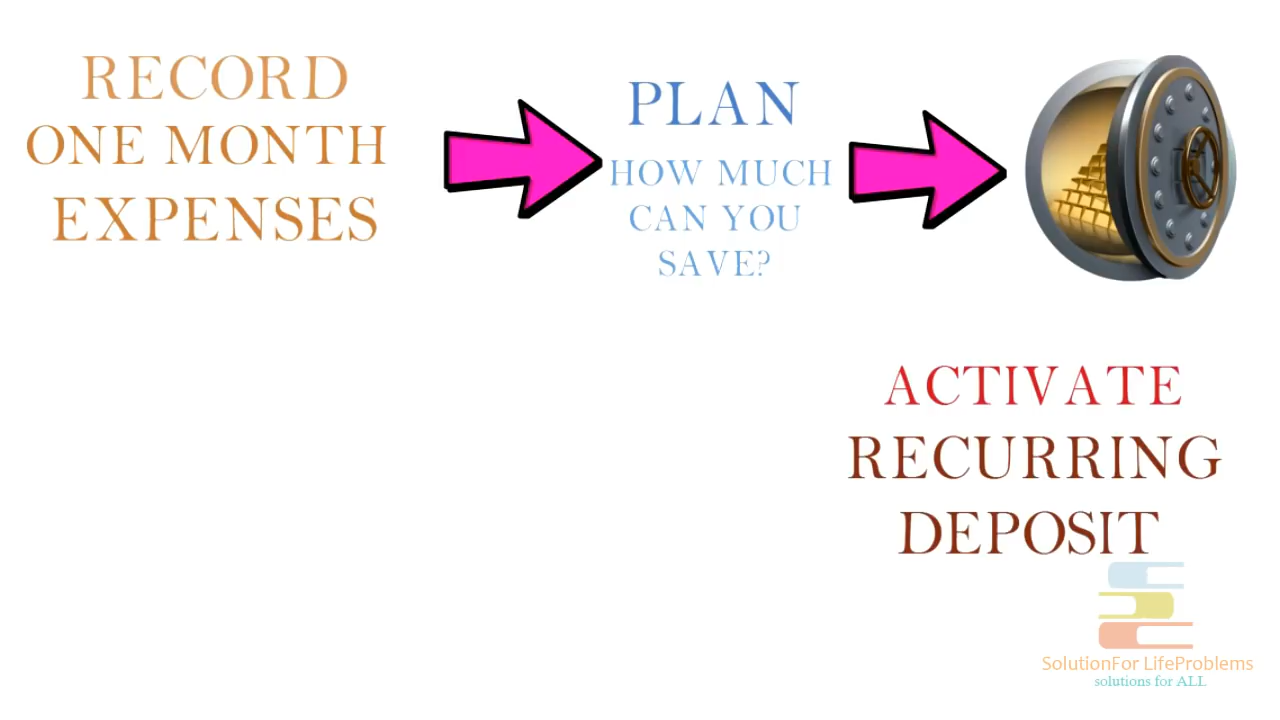 RECORD
ONE MONTH
EXPENSES
PLAN
HOW MUCH
CAN YOU
SAVE?
ACTIVATE
RECURRING
DEPOSIT
SolutionFor LifeProblems
solutions for ALL